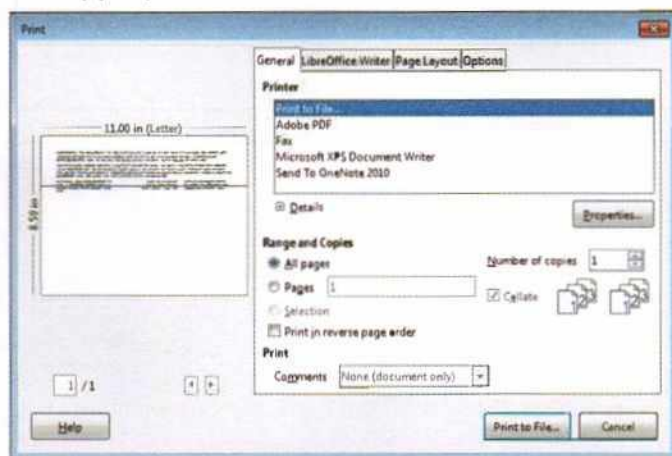 Print
General LibreOffice Writer Page Layout Options
Printer
Print to File...
Adobe PDF
Fax
Microsoft XPS Document Writer
Send To OneNote 2010
Details
Properties...
11.00 in (Letter)
8.50 in
Range and Copies
All pages
Number of copies 1
Pages 1
Collate
Selection
Print in reverse page order
Print
Comments None (document only)
1 / 1
Help
Print to File...
Cancel